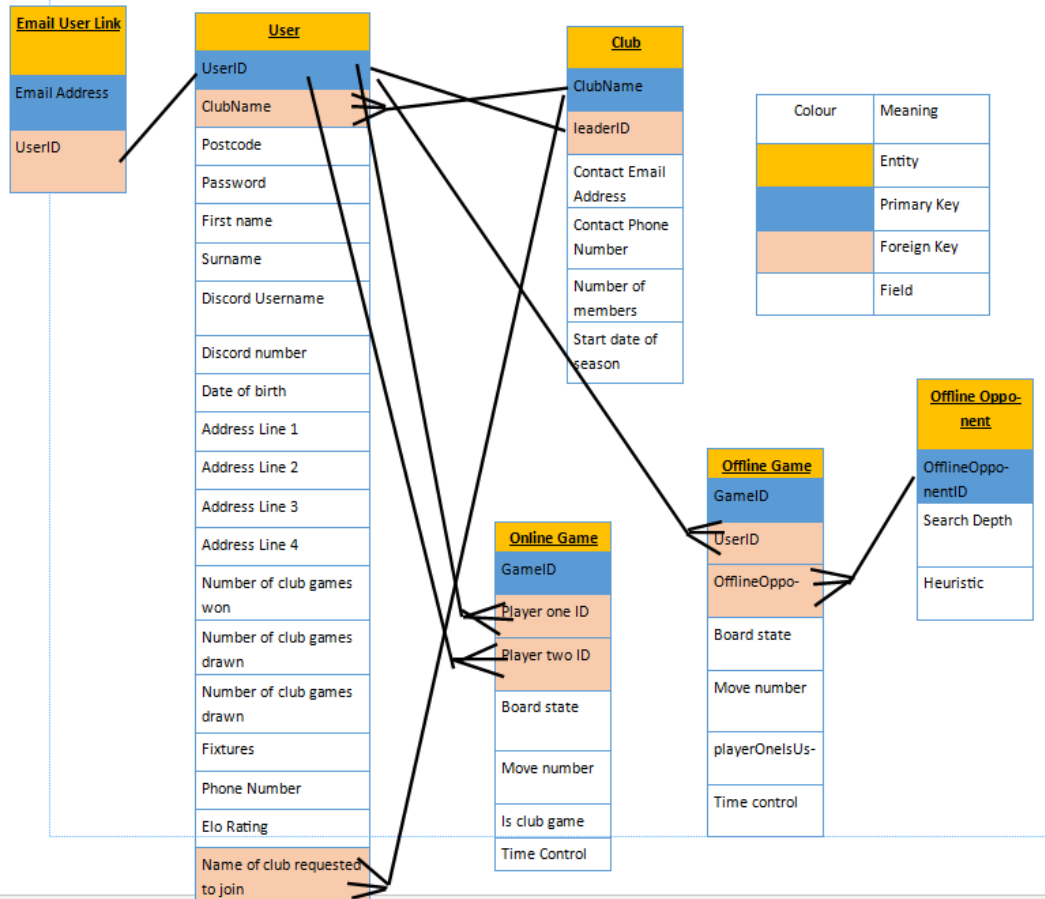 Email User Link
Email Address
UserID
User
UserID
ClubName
Postcode
Password
First name
Surname
Discord Username
Discord number
Date of birth
Address Line 1
Address Line 2
Address Line 3
Address Line 4
Number of club games
won
Number of club games
drawn
Number of club games
drawn
Fixtures
Phone Number
Elo Rating
Name of club requested
to join
Club
ClubName
leaderID
Contact Email
Address
Contact Phone
Number
Number of
members
Start date of
season
Colour Meaning
Entity
Primary Key
Foreign Key
Field
Online Game
GameID
Player one ID
Player two ID
Board state
Move number
Is club game
Time Control
Offline Game
GameID
UserID
OfflineOppo-
Board state
Move number
playerOneIsUs-
Time control
Offline Oppo-
nent
OfflineOppo-
nentID
Search Depth
Heuristic